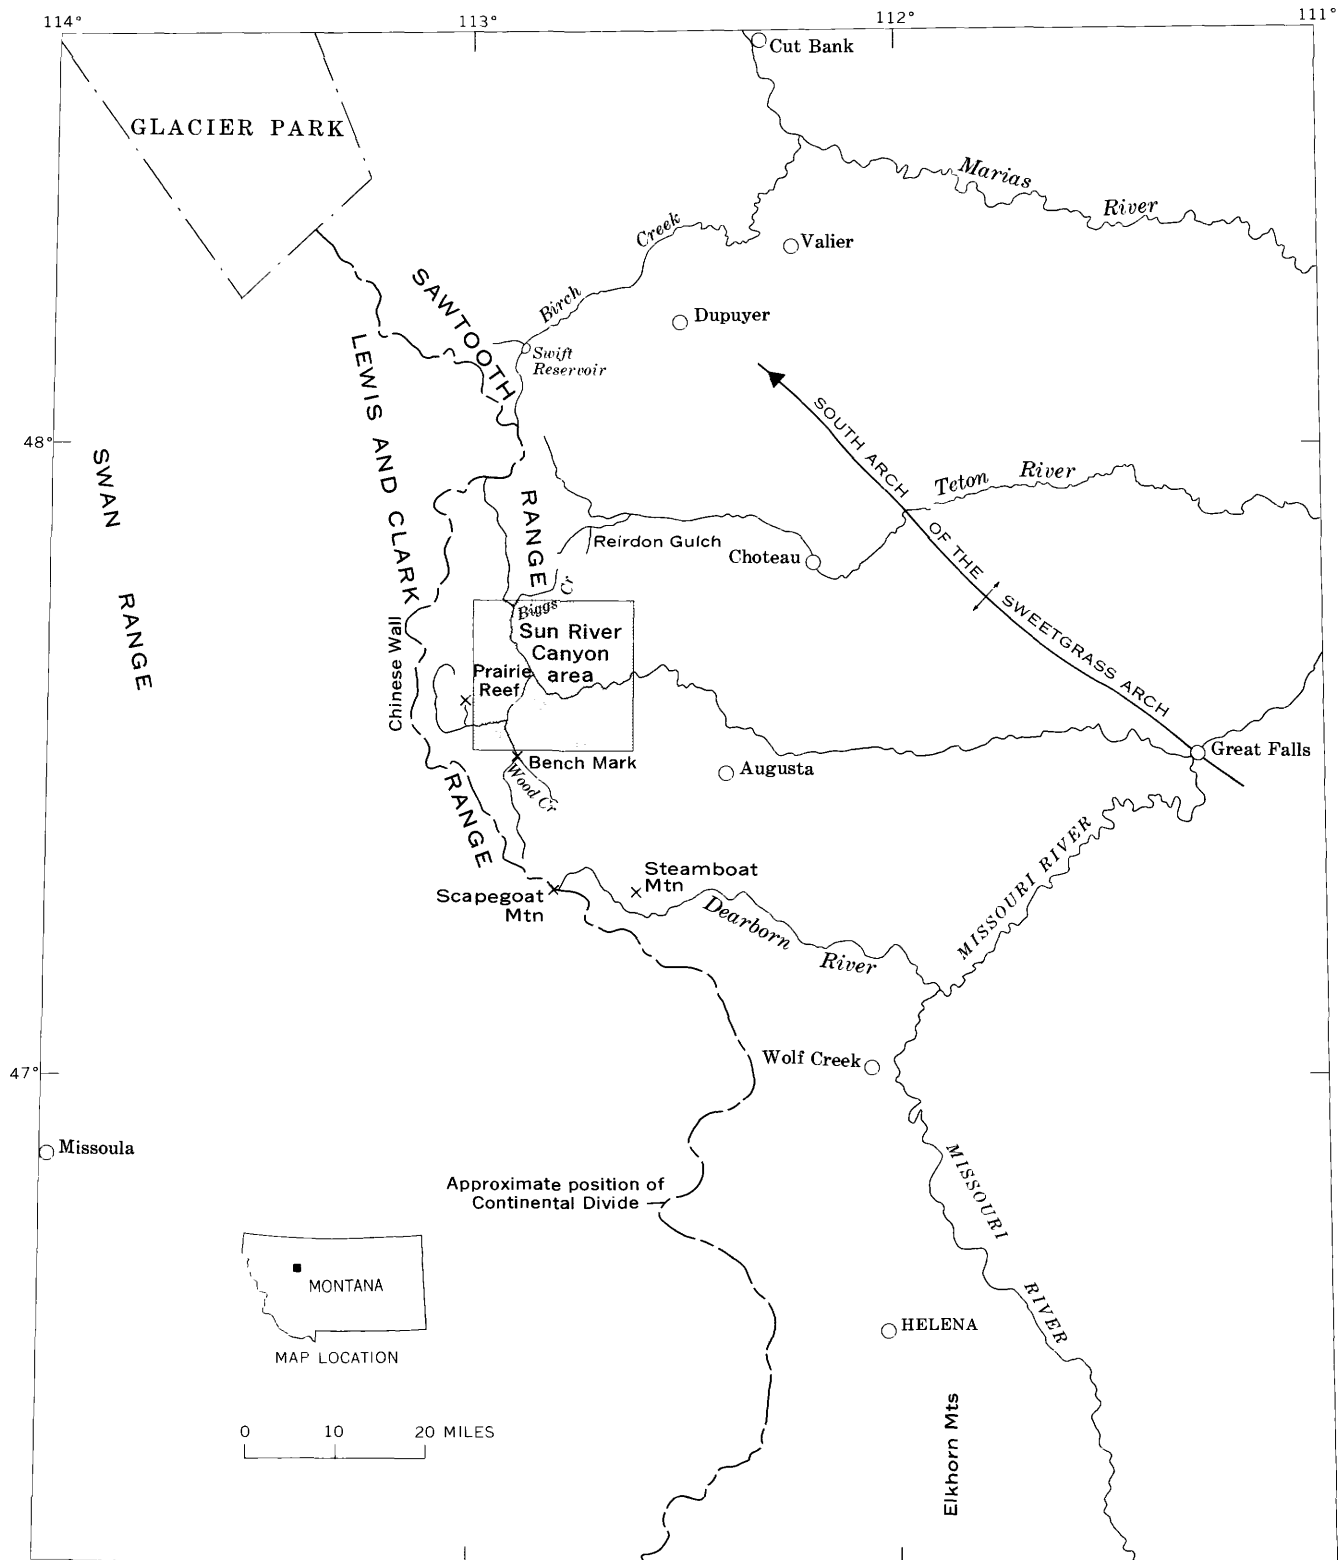 114°
113°
112°
111°
Cut Bank
GLACIER PARK
Marias
River
Creek
Valier
SAWTOOTH
Birch
Dupuyer
Swift
Reservoir
LEWIS AND CLARK
SOUTH ARCH
48°
SWAN
Teton
River
RANGE
OF THE
Reirdon Gulch
Choteau
Cr
Biggs
SWEETGRASS ARCH
RANGE
Chinese Wall
Sun River
Canyon
area
Prairie
Reef
Great Falls
Bench Mark
Augusta
Wood Cr
RANGE
MISSOURI RIVER
Steamboat
Mtn
Scapegoat
Mtn
Dearborn
River
Wolf Creek
47°
Missoula
MISSOURI
Approximate position of
Continental Divide
MONTANA
RIVER
HELENA
MAP LOCATION
Elkhorn Mts
0 10 20 MILES